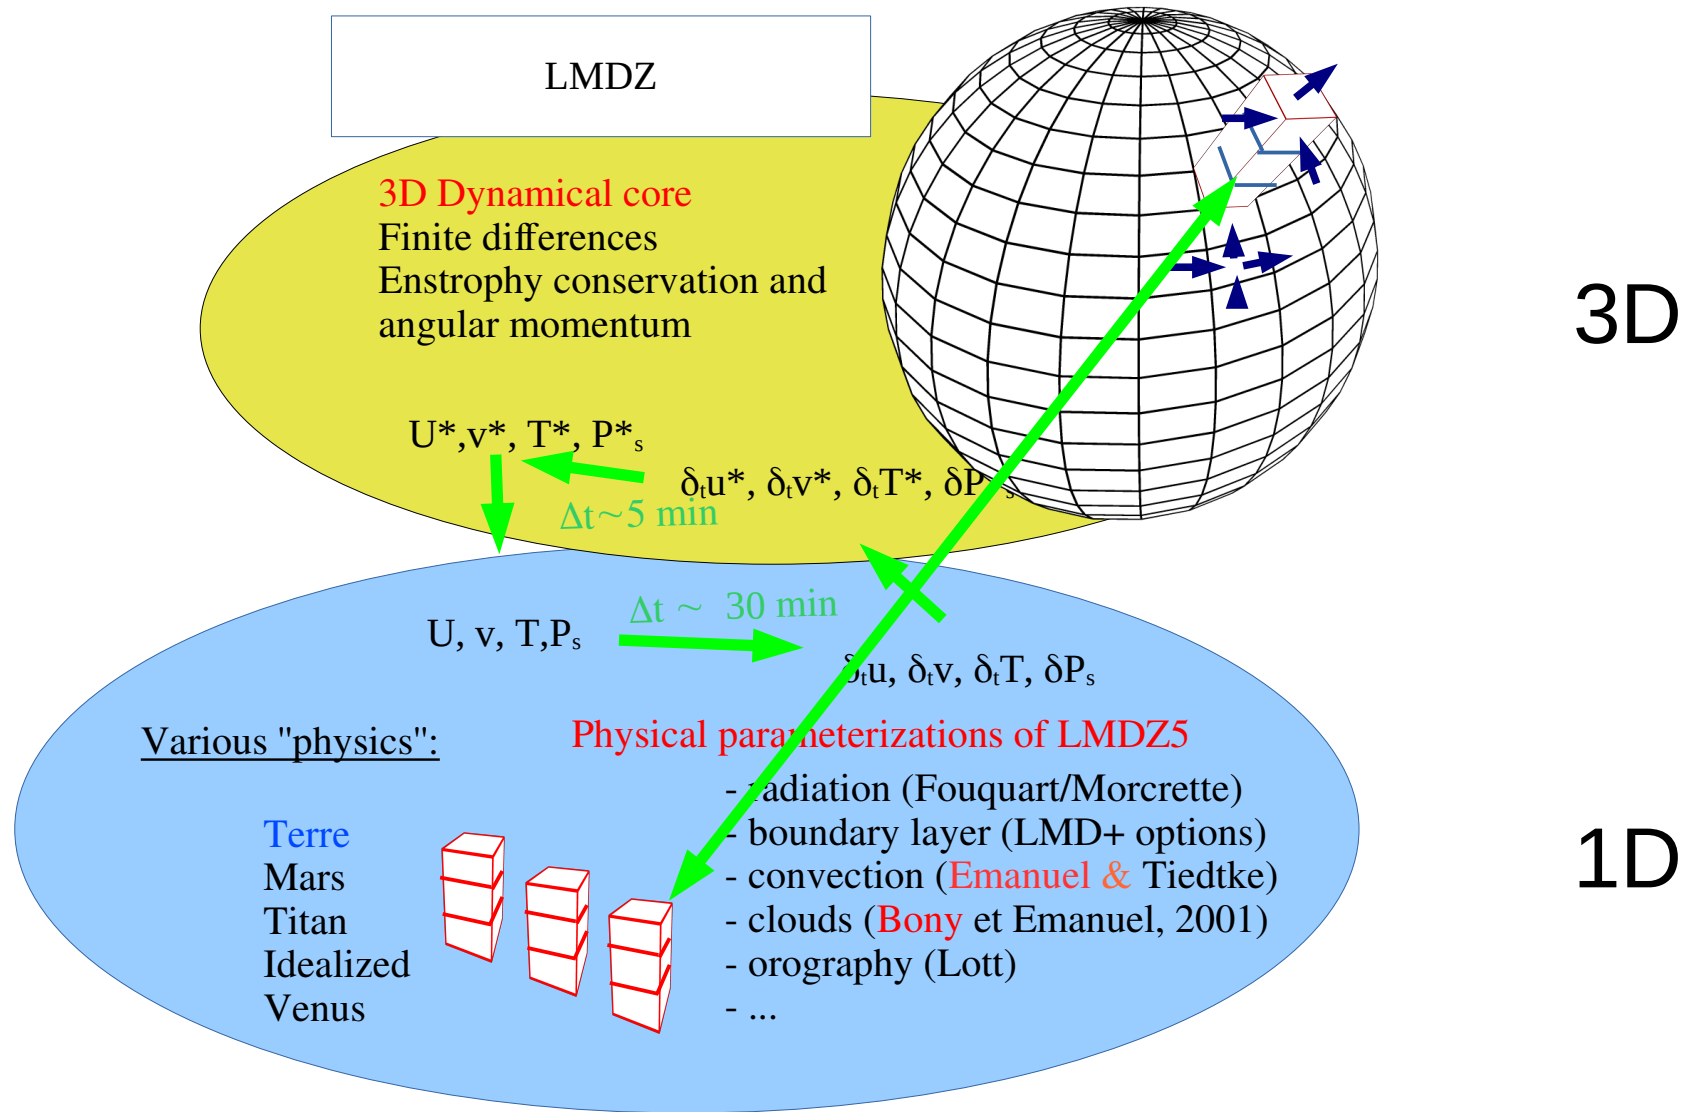 LMDZ
3D Dynamical core
Finite differences
Enstrophy conservation and
angular momentum
3D
U*,v*, T*, P*s
δtu*, δtv*, δtT*, δP
s
Δt~5 min
Δt ~ 30 min
U, v, T,Ps
δtu, δtv, δtT, δPs
Various "physics":
Physical parameterizations of LMDZ5
- radiation (Fouquart/Morcrette)
- boundary layer (LMD+ options)
- convection (Emanuel & Tiedtke)
- clouds (Bony et Emanuel, 2001)
- orography (Lott)
- ...
Terre
Mars
Titan
Idealized
Venus
1D